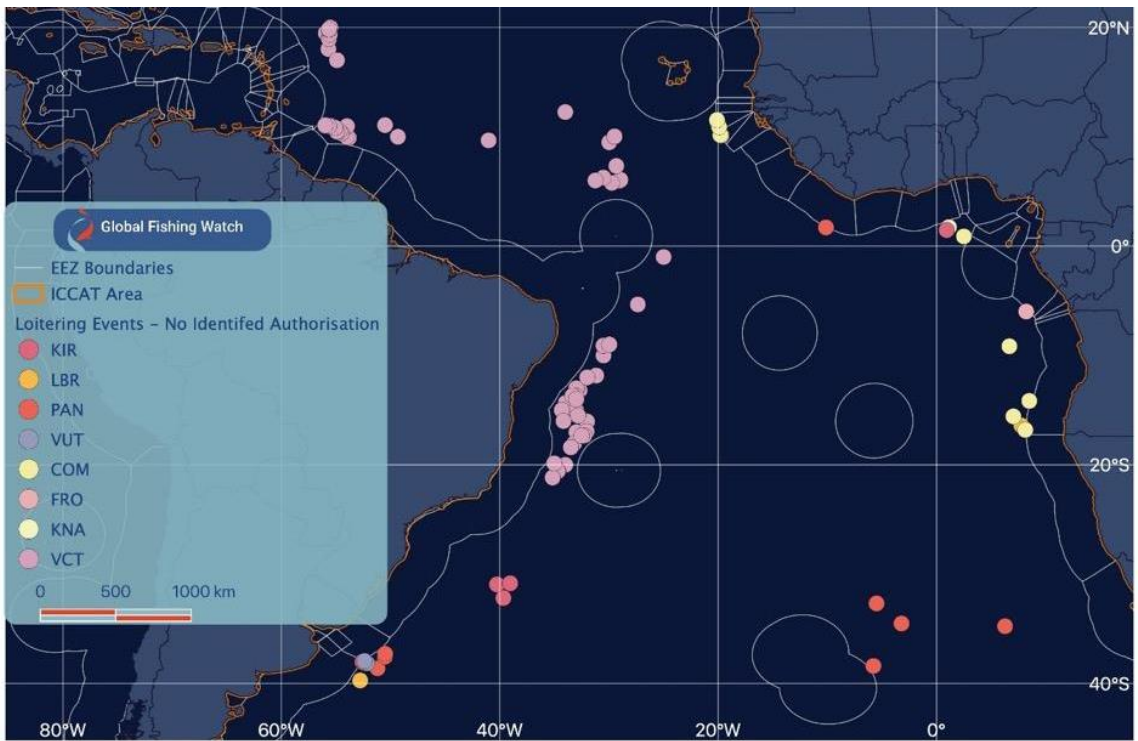 20°N
Global Fishing Watch
EEZ Boundaries
0°
ICCAT Area
Loitering Events – No Identifed Authorisation
KIR
LBR
PAN
VUT
COM
20°S
FRO
KNA
VCT
0 500 1000 km
40°S
80°W 60°W 40°W 20°W 0°